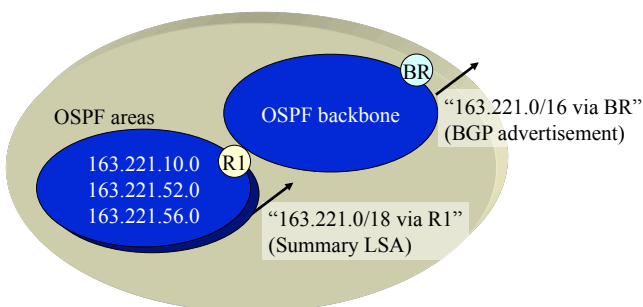 BR
“163.221.0/16 via BR”
(BGP advertisement)
OSPF areas
OSPF backbone
R1
163.221.10.0
163.221.52.0
163.221.56.0
“163.221.0/18 via R1”
(Summary LSA)